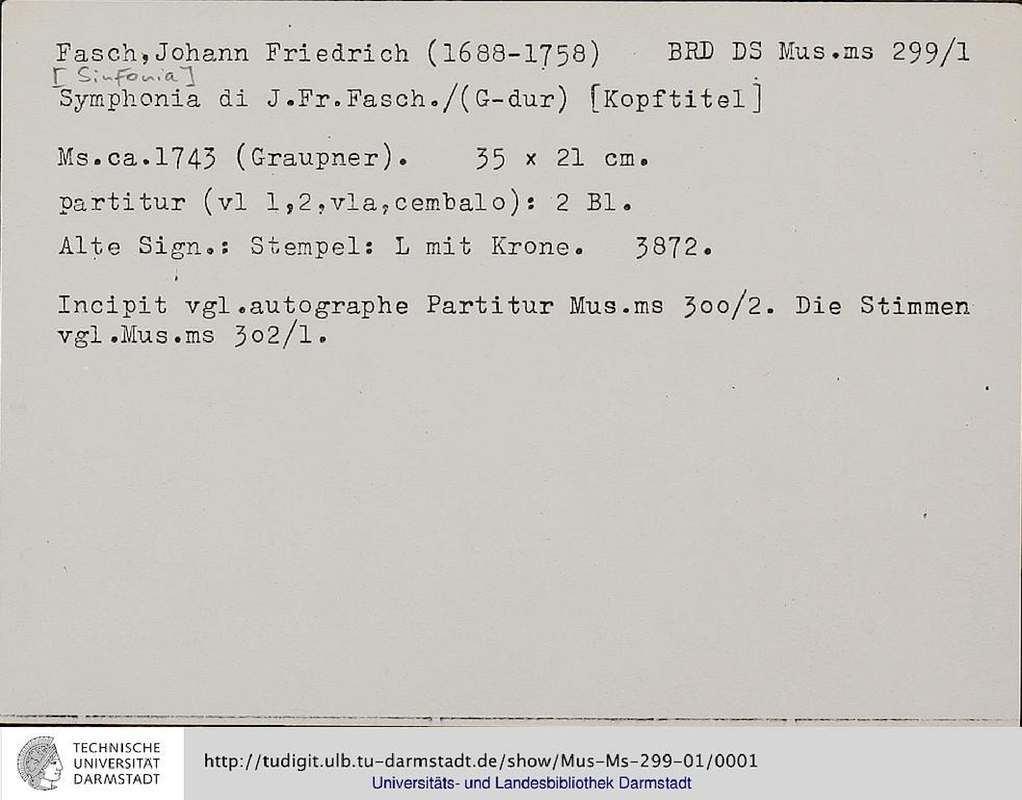 Fasch,Johann Friedrich (1688-1758) BRD DS Mus.ms 299/1
[Sinfonia]
Symphonia di J.Fr.Fasch./(G-dur) [Kopftitel]
Ms.ca.1743 (Graupner). 35 x 21 cm.
partitur (vl 1,2,vla,cembalo): 2 Bl.
Alte Sign.: Stempel: L mit Krone. 3872.
Incipit vgl.autographe Partitur Mus.ms 3oo/2. Die Stimmen
vgl.Mus.ms 3o2/1.
TECHNISCHE
UNIVERSITÄT
DARMSTADT
http://tudigit.ulb.tu-darmstadt.de/show/Mus-Ms-299-01/0001
Universitäts- und Landesbibliothek Darmstadt